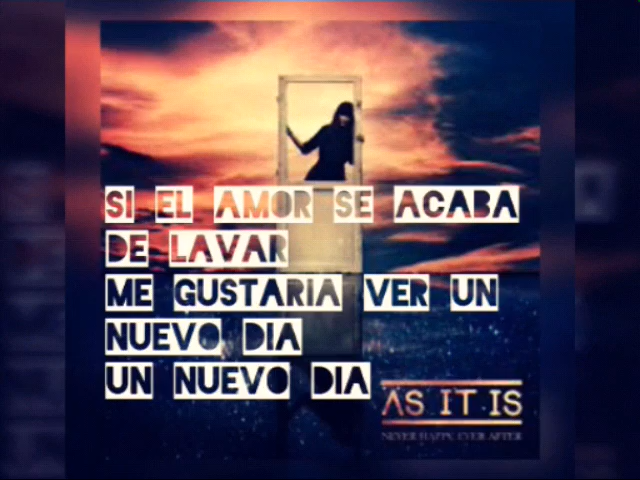 SI EL AMOR SE ACABA
DE LAVAR
ME GUSTARIA VER UN
NUEVO DIA
UN NUEVO DIA
AS IT IS
NEVER HAPPY, EVER AFTER